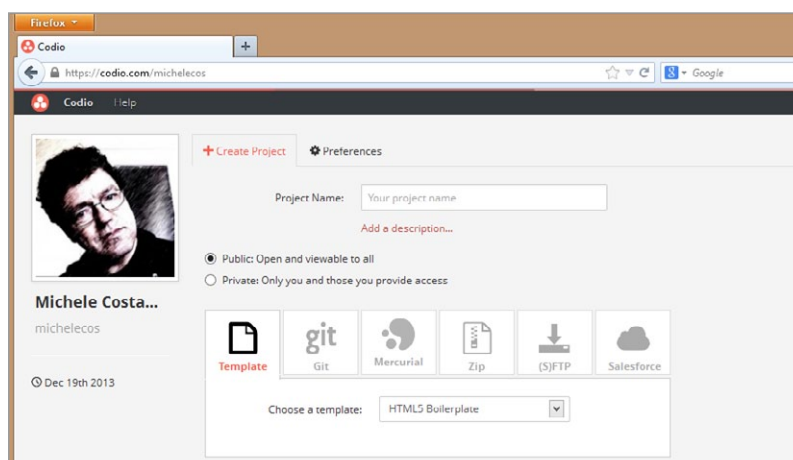 Firefox
Codio
https://codio.com/michelecos
Google
Codio Help
Create Project Preferences
Project Name: Your project name
Add a description...
Public: Open and viewable to all
Private: Only you and those you provide access
Michele Costa...
michelecos
git
Template Git Mercurial Zip (S)FTP Salesforce
Dec 19th 2013
Choose a template: HTML5 Boilerplate